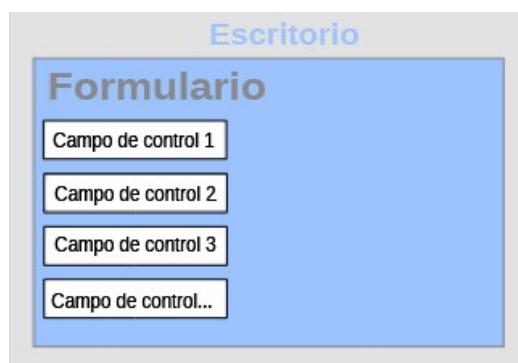 Escritorio
Formulario
Campo de control 1
Campo de control 2
Campo de control 3
Campo de control...